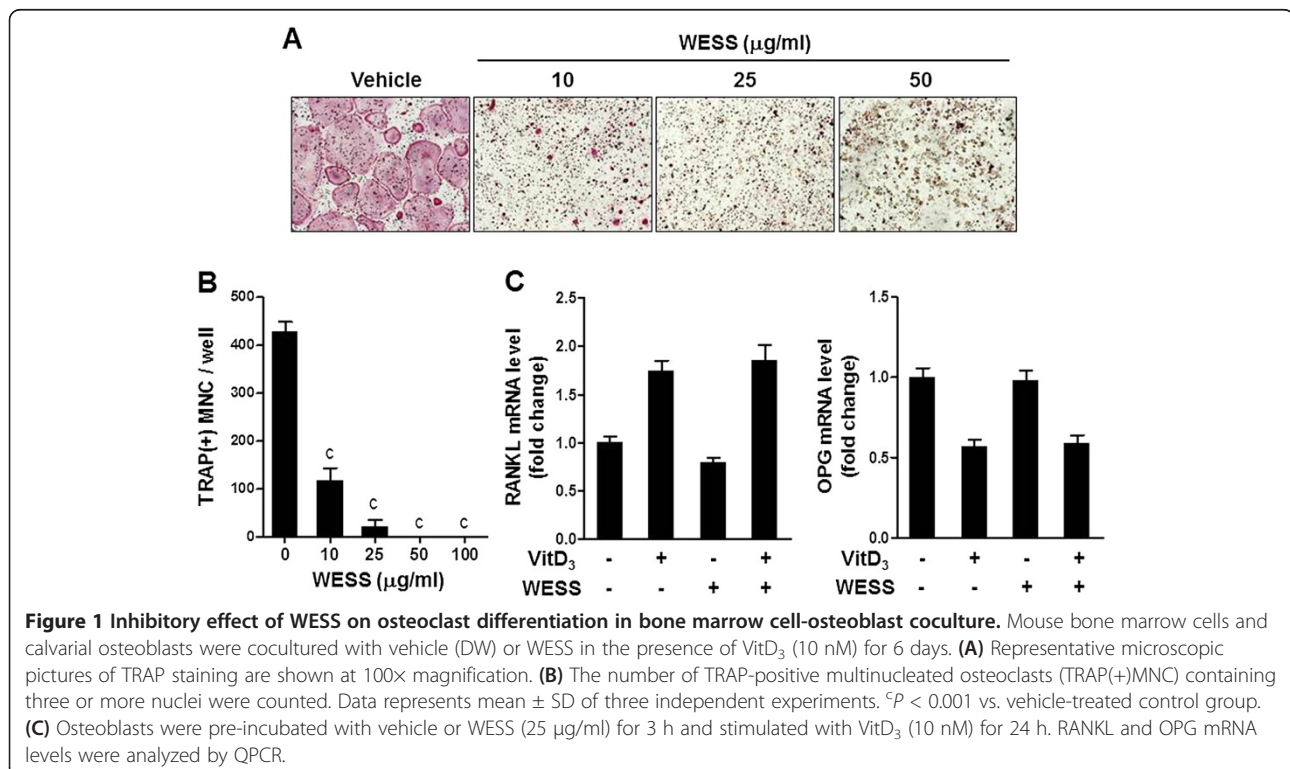 A
WESS (μg/ml)
Vehicle 10 25 50
B
TRAP(+) MNC / well
500
400
300
200
100
0
c
c
c
c
0 10 25 50 100
WESS (μg/ml)
C
RANKL mRNA level
(fold change)
2.5
2.0
1.5
1.0
0.5
0.0
VitD₃ - + - +
WESS - - + +
OPG mRNA level
(fold change)
1.5
1.0
0.5
0.0
VitD₃ - + - +
WESS - - + +
Figure 1 Inhibitory effect of WESS on osteoclast differentiation in bone marrow cell-osteoblast coculture. Mouse bone marrow cells and
calvarial osteoblasts were cocultured with vehicle (DW) or WESS in the presence of VitD₃ (10 nM) for 6 days. (A) Representative microscopic
pictures of TRAP staining are shown at 100× magnification. (B) The number of TRAP-positive multinucleated osteoclasts (TRAP(+)MNC) containing
three or more nuclei were counted. Data represents mean ± SD of three independent experiments. ᶜP < 0.001 vs. vehicle-treated control group.
(C) Osteoblasts were pre-incubated with vehicle or WESS (25 μg/ml) for 3 h and stimulated with VitD₃ (10 nM) for 24 h. RANKL and OPG mRNA
levels were analyzed by QPCR.